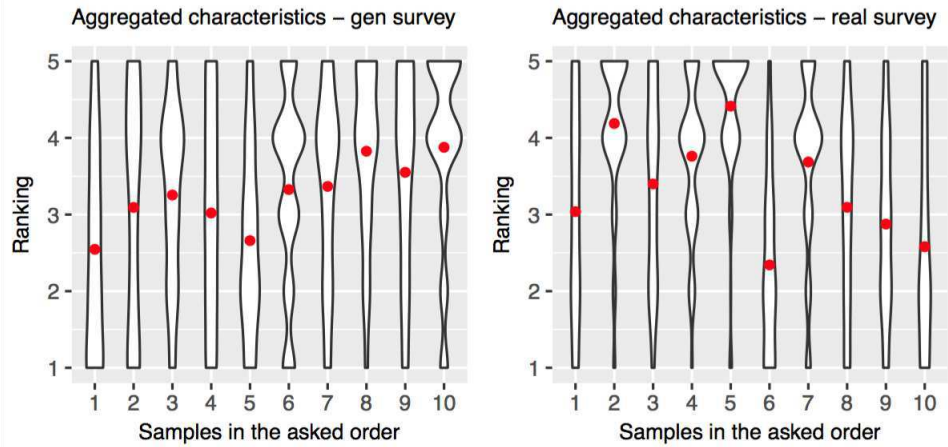 Aggregated characteristics – gen survey
5
4
3
2
1
Ranking
1 2 3 4 5 6 7 8 9 10
Samples in the asked order
Aggregated characteristics – real survey
5
4
3
2
1
Ranking
1 2 3 4 5 6 7 8 9 10
Samples in the asked order